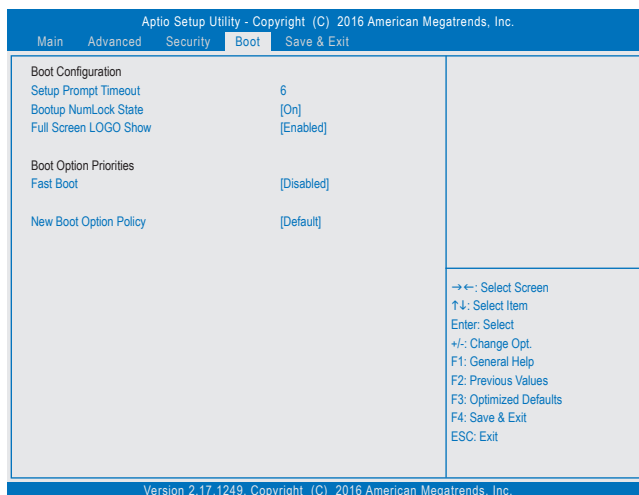 Aptio Setup Utility - Copyright (C) 2016 American Megatrends, Inc.
Main Advanced Security Boot Save & Exit
Boot Configuration
Setup Prompt Timeout 6
Bootup NumLock State [On]
Full Screen LOGO Show [Enabled]
Boot Option Priorities
Fast Boot [Disabled]
New Boot Option Policy [Default]
→←: Select Screen
↑↓: Select Item
Enter: Select
+/-: Change Opt.
F1: General Help
F2: Previous Values
F3: Optimized Defaults
F4: Save & Exit
ESC: Exit
Version 2.17.1249. Copyright (C) 2016 American Megatrends, Inc.